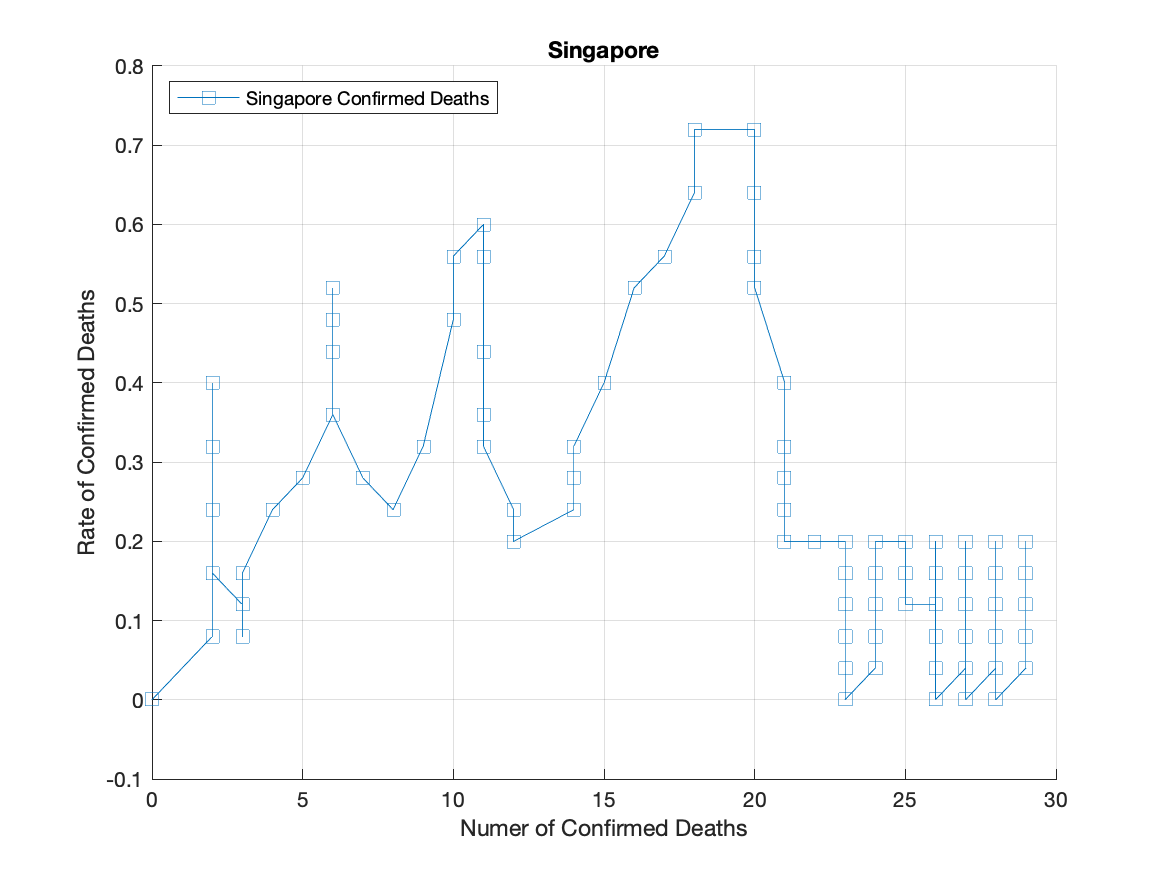 Singapore
Singapore Confirmed Deaths
Rate of Confirmed Deaths
0.8
0.7
0.6
0.5
0.4
0.3
0.2
0.1
0
-0.1
0 5 10 15 20 25 30
Numer of Confirmed Deaths